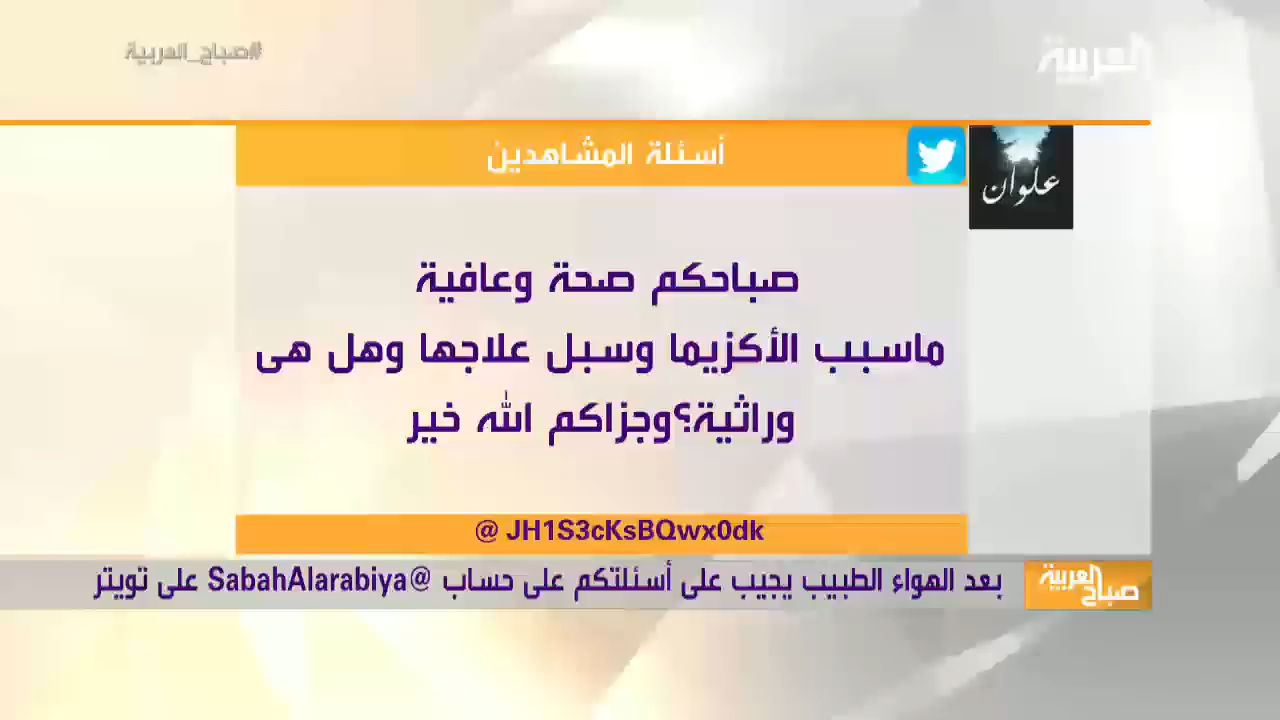 #صباح_العربية
العربية
أسئلة المشاهدين
علوان
صباحكم صحة وعافية
ماسبب الأكزيما وسبل علاجها وهل هى
وراثية؟وجزاكم الله خير
@ JH1S3cKsBQwx0dk
صباح العربية
بعد الهواء الطبيب يجيب على أسئلتكم على حساب @SabahAlarabiya على تويتر